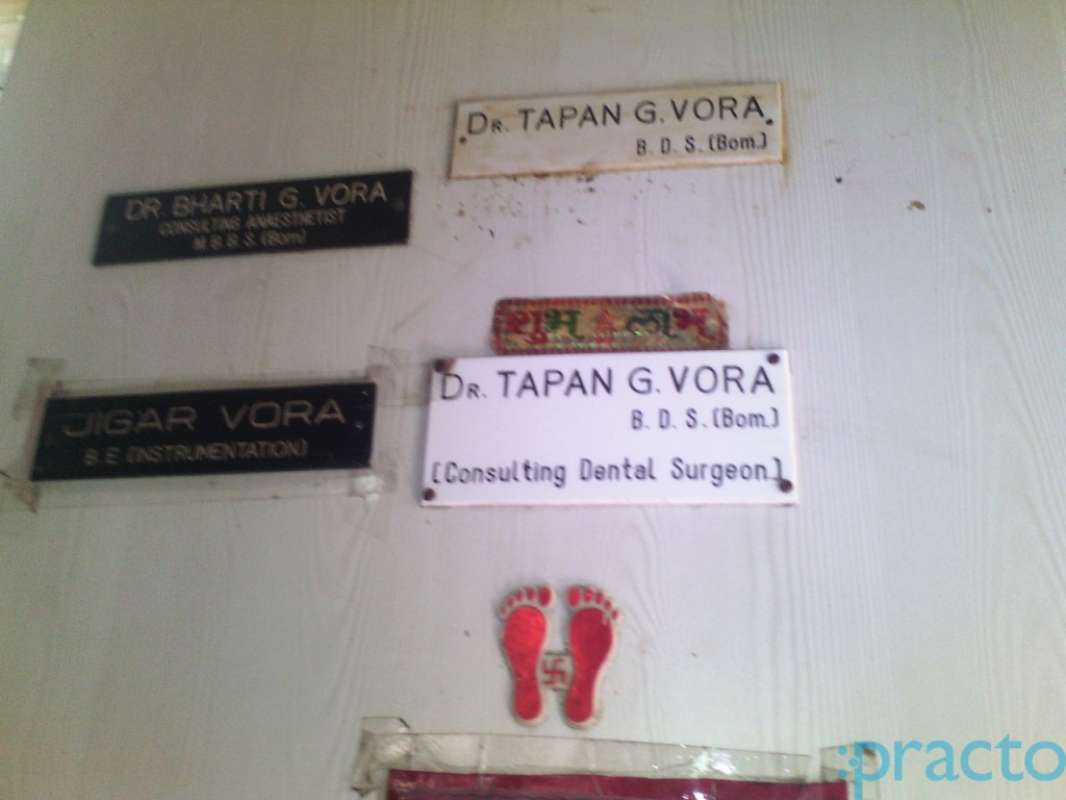 DR. TAPAN G. VORA
B. D. S. (Bom.)
DR. BHARTI G. VORA
CONSULTING ANAESTHETIST
M. B. B. S. (Bom)
शुभ लाभ
DR. TAPAN G. VORA
B. D. S. (Bom.)
[Consulting Dental Surgeon]
JIGAR VORA
B. E (INSTRUMENTATION)
:practo